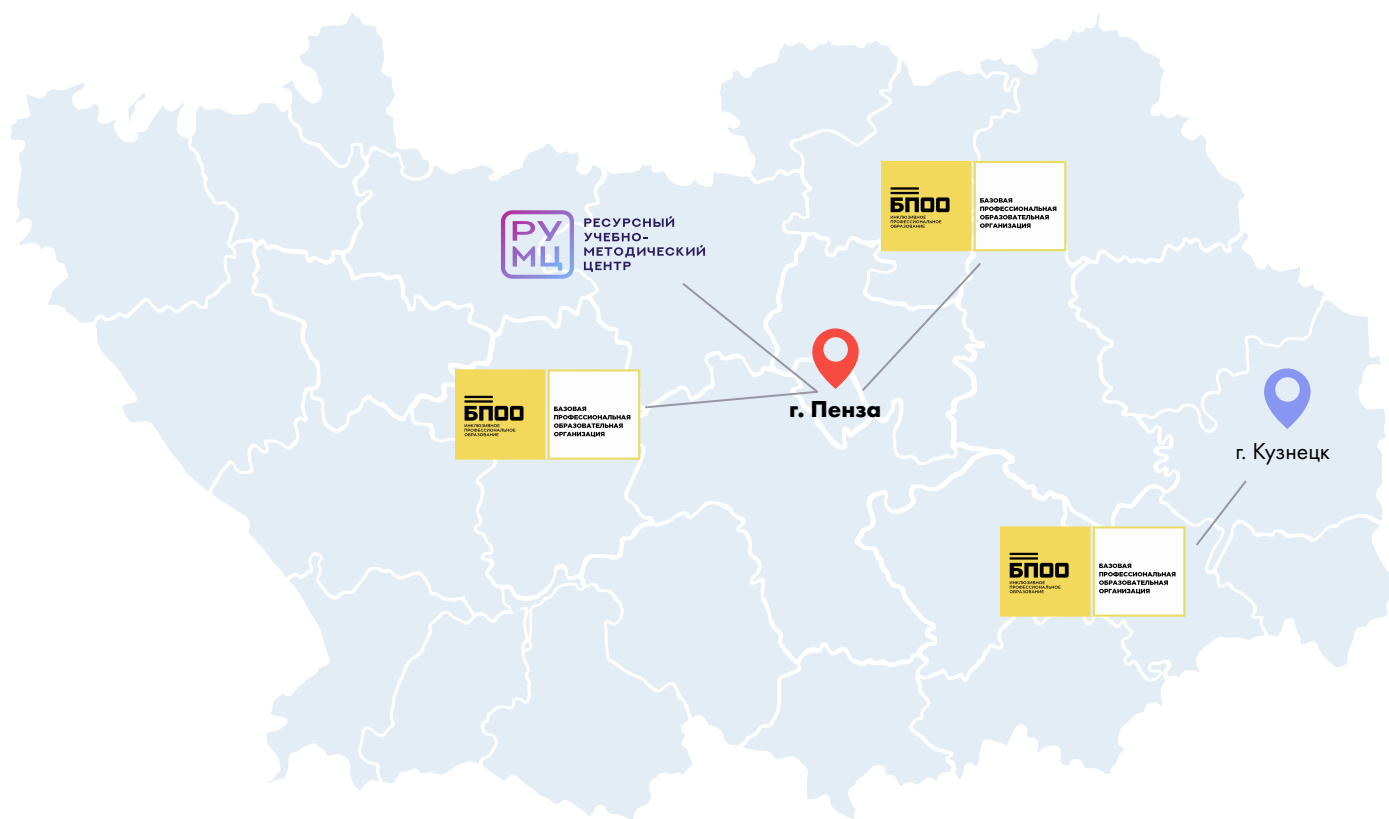 БПОО
ИНКЛЮЗИВНОЕ
ПРОФЕССИОНАЛЬНОЕ
ОБРАЗОВАНИЕ
БАЗОВАЯ
ПРОФЕССИОНАЛЬНАЯ
ОБРАЗОВАТЕЛЬНАЯ
ОРГАНИЗАЦИЯ
РУ
МЦ
РЕСУРСНЫЙ
УЧЕБНО-
МЕТОДИЧЕСКИЙ
ЦЕНТР
БПОО
ИНКЛЮЗИВНОЕ
ПРОФЕССИОНАЛЬНОЕ
ОБРАЗОВАНИЕ
БАЗОВАЯ
ПРОФЕССИОНАЛЬНАЯ
ОБРАЗОВАТЕЛЬНАЯ
ОРГАНИЗАЦИЯ
г. Пенза
г. Кузнецк
БПОО
ИНКЛЮЗИВНОЕ
ПРОФЕССИОНАЛЬНОЕ
ОБРАЗОВАНИЕ
БАЗОВАЯ
ПРОФЕССИОНАЛЬНАЯ
ОБРАЗОВАТЕЛЬНАЯ
ОРГАНИЗАЦИЯ